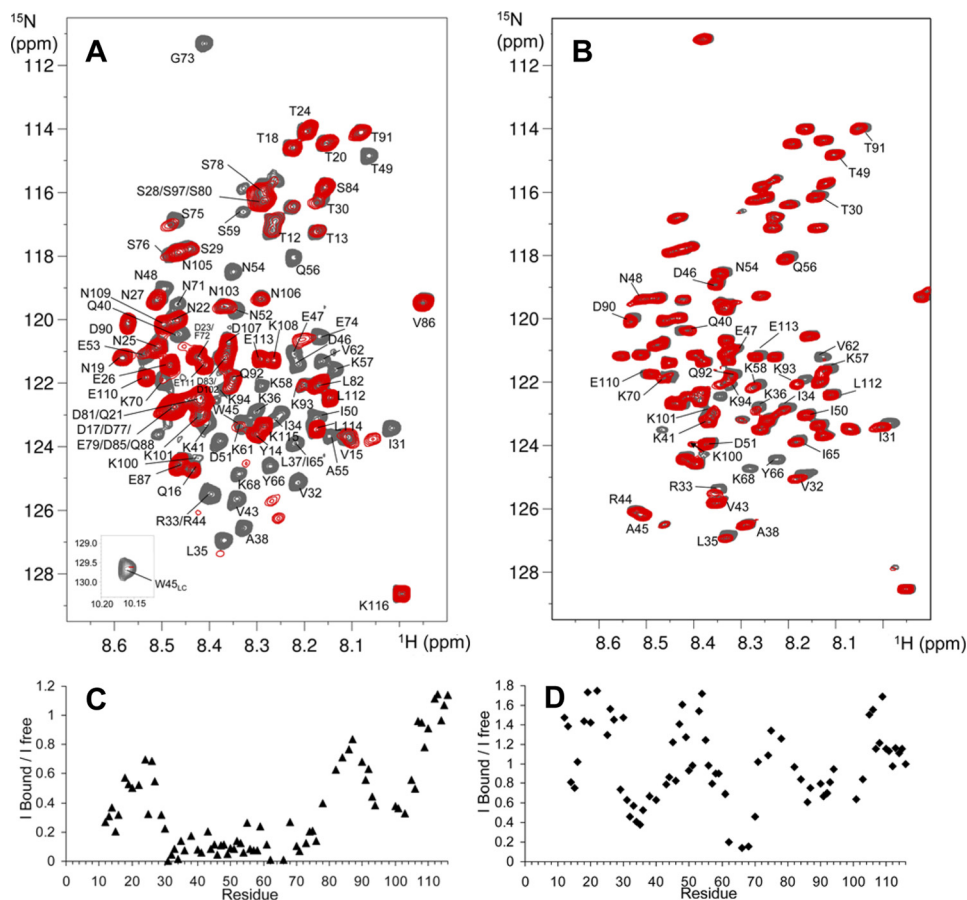 15N
(ppm)
A
G73
T24
T18
T91
T20
T49
S78
S28/S97/S80
S84
T30
S75
S59
T12
T13
S76
S29
N105
N54
Q56
N48
N71
N103
N106
N109
N27
N22
N52
E47
Q40
E74
D90
D23/
F72
D107
K108
V86
E53
E113
D46
N25
V62
N19
K57
E26
E111
D83/
D102
Q92
E110
K58
L82
K70
K94
K93
L112
D81/Q21
W45
K36
I50
D17/D77/
I34
L114
E79/D85/Q88
K41
K115
V15
I31
K101
K61
Y14
K100
D51
L37/I65
A55
E87
K68
Y66
Q16
V32
R33/R44
V43
A38
L35
129.0
129.5
130.0
W45LC
10.20
10.15
K116
112
114
116
118
120
122
124
126
128
8.6
8.5
8.4
8.3
8.2
8.1
1H (ppm)
15N
(ppm)
B
T91
T49
T30
D46
N54
Q56
N48
D90
Q40
E47
E113
V62
Q92
K58
K93
K57
E110
K94
K36
I34
L112
K70
K101
I50
K41
I31
D51
K100
I65
R33
Y66
V32
R44
V43
A45
L35
A38
112
114
116
118
120
122
124
126
128
8.6
8.5
8.4
8.3
8.2
8.1
1H (ppm)
C
I Bound / I free
1.2
1
0.8
0.6
0.4
0.2
0
0 10 20 30 40 50 60 70 80 90 100 110
Residue
D
I Bound / I free
1.8
1.6
1.4
1.2
1
0.8
0.6
0.4
0.2
0
0 10 20 30 40 50 60 70 80 90 100 110
Residue